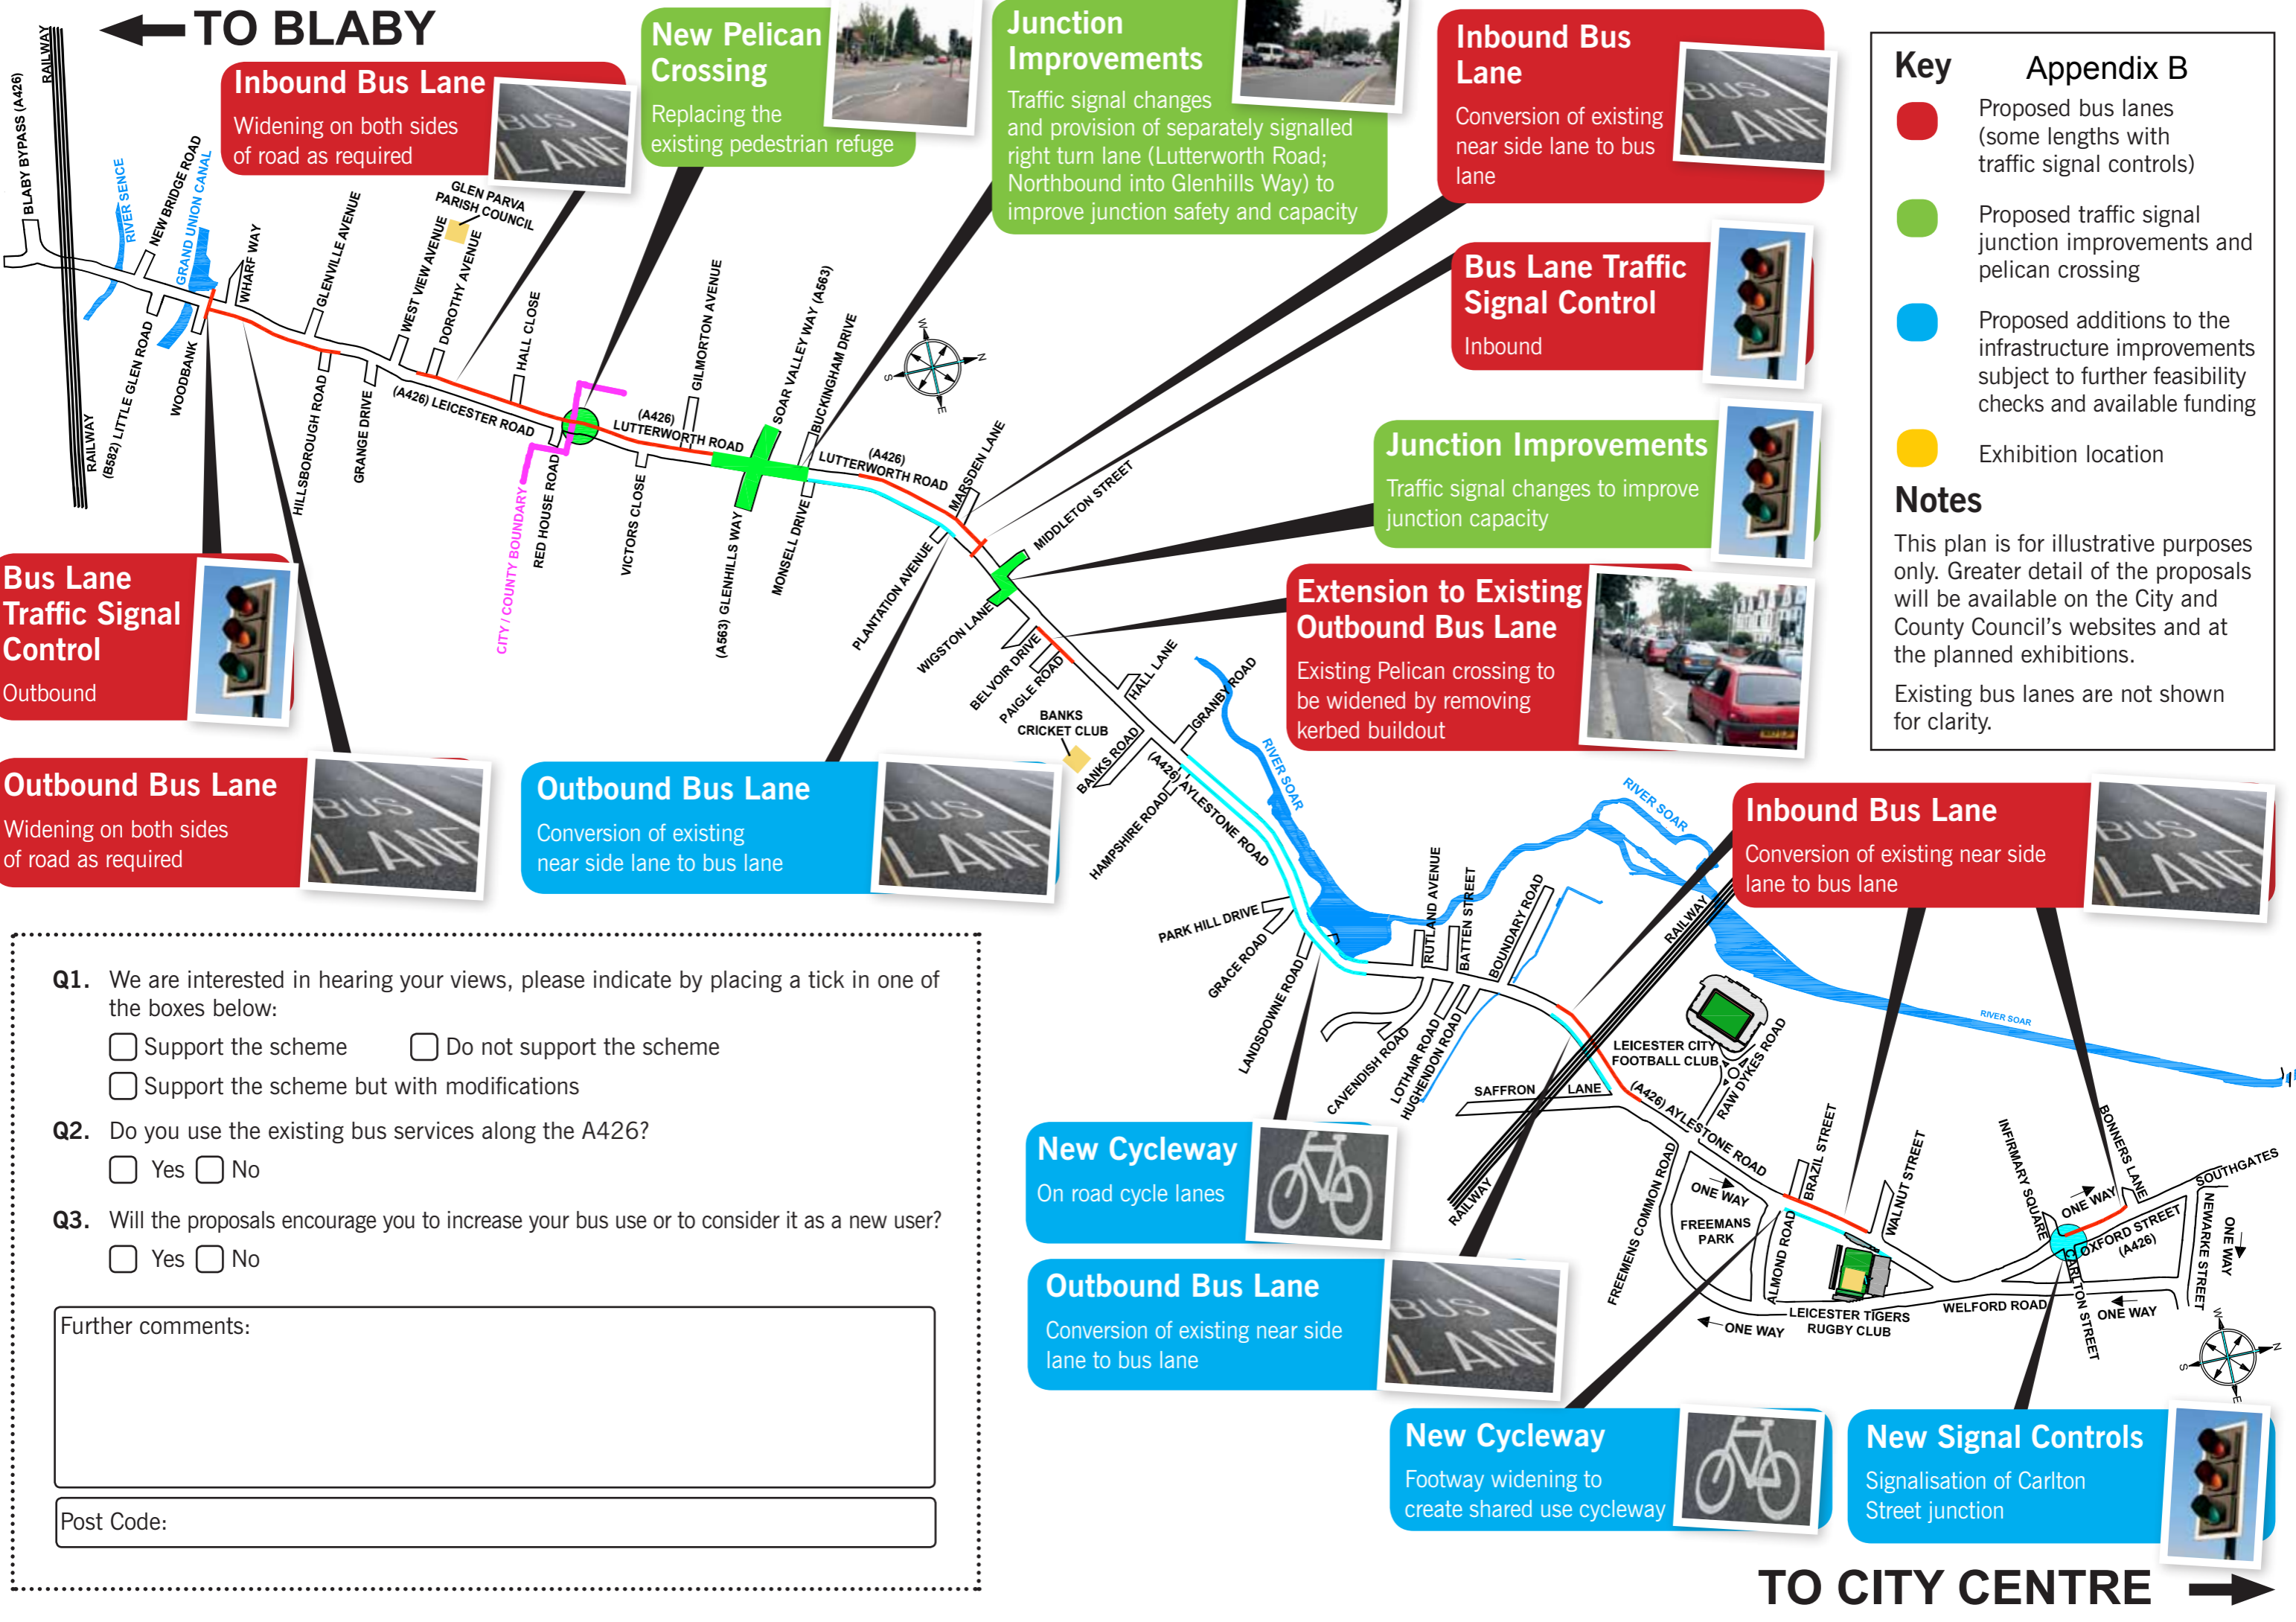 TO BLABY
Inbound Bus Lane
Widening on both sides
of road as required
BUS
LANE
New Pelican
Crossing
Replacing the
existing pedestrian refuge
Junction
Improvements
Traffic signal changes
and provision of separately signalled
right turn lane (Lutterworth Road;
Northbound into Glenhills Way) to
improve junction safety and capacity
Inbound Bus
Lane
Conversion of existing
near side lane to bus
lane
BUS
LANE
Key
Appendix B
Proposed bus lanes
(some lengths with
traffic signal controls)
Proposed traffic signal
junction improvements and
pelican crossing
Proposed additions to the
infrastructure improvements
subject to further feasibility
checks and available funding
Exhibition location
Notes
This plan is for illustrative purposes
only. Greater detail of the proposals
will be available on the City and
County Council's websites and at
the planned exhibitions.
Existing bus lanes are not shown
for clarity.
Bus Lane Traffic
Signal Control
Inbound
Junction Improvements
Traffic signal changes to improve
junction capacity
Extension to Existing
Outbound Bus Lane
Existing Pelican crossing to
be widened by removing
kerbed buildout
BLABY BYPASS (A426)
RAILWAY
RIVER SENCE
NEW BRIDGE ROAD
GRAND UNION CANAL
WHARF WAY
GLENVILLE AVENUE
WEST VIEW AVENUE
GLEN PARVA
PARISH COUNCIL
DOROTHY AVENUE
HALL CLOSE
GILMORTON AVENUE
SOAR VALLEY WAY (A563)
BUCKINGHAM DRIVE
W
N
S
E
RAILWAY
(B582) LITTLE GLEN ROAD
WOODBANK
HILLSBOROUGH ROAD
GRANGE DRIVE
(A426) LEICESTER ROAD
CITY / COUNTY BOUNDARY
RED HOUSE ROAD
(A426)
LUTTERWORTH ROAD
VICTORS CLOSE
(A563) GLENHILLS WAY
MONSELL DRIVE
(A426)
LUTTERWORTH ROAD
MARSDEN LANE
MIDDLETON STREET
PLANTATION AVENUE
WIGSTON LANE
BELVOIR DRIVE
PAIGLE ROAD
HALL LANE
GRANBY ROAD
BANKS
CRICKET CLUB
BANKS ROAD
HAMPSHIRE ROAD
(A426) AYLESTONE ROAD
RIVER SOAR
RIVER SOAR
RIVER SOAR
PARK HILL DRIVE
GRACE ROAD
LANSDOWNE ROAD
RUTLAND AVENUE
BATTEN STREET
BOUNDARY ROAD
CAVENDISH ROAD
LOTHAIR ROAD
HUGHENDON ROAD
RAILWAY
LEICESTER CITY
FOOTBALL CLUB
RAW DYKES ROAD
SAFFRON LANE
(A426) AYLESTONE ROAD
RAILWAY
FREEMENS COMMON ROAD
ONE WAY
FREEMANS
PARK
BRAZIL STREET
ALMOND ROAD
WALNUT STREET
LEICESTER TIGERS
RUGBY CLUB
ONE WAY
WELFORD ROAD
INFIRMARY SQUARE
ONE WAY
BONNERS LANE
SOUTHGATES
OXFORD STREET
(A426)
NEWARKE STREET
ONE WAY
CARLTON STREET
ONE WAY
W
N
S
E
Bus Lane
Traffic Signal
Control
Outbound
Outbound Bus Lane
Widening on both sides
of road as required
BUS
LANE
Outbound Bus Lane
Conversion of existing
near side lane to bus lane
BUS
LANE
Inbound Bus Lane
Conversion of existing near side
lane to bus lane
BUS
LANE
New Cycleway
On road cycle lanes
Outbound Bus Lane
Conversion of existing near side
lane to bus lane
BUS
LANE
New Cycleway
Footway widening to
create shared use cycleway
New Signal Controls
Signalisation of Carlton
Street junction
Q1. We are interested in hearing your views, please indicate by placing a tick in one of
the boxes below:
Support the scheme Do not support the scheme
Support the scheme but with modifications
Q2. Do you use the existing bus services along the A426?
Yes No
Q3. Will the proposals encourage you to increase your bus use or to consider it as a new user?
Yes No
Further comments:
Post Code:
TO CITY CENTRE